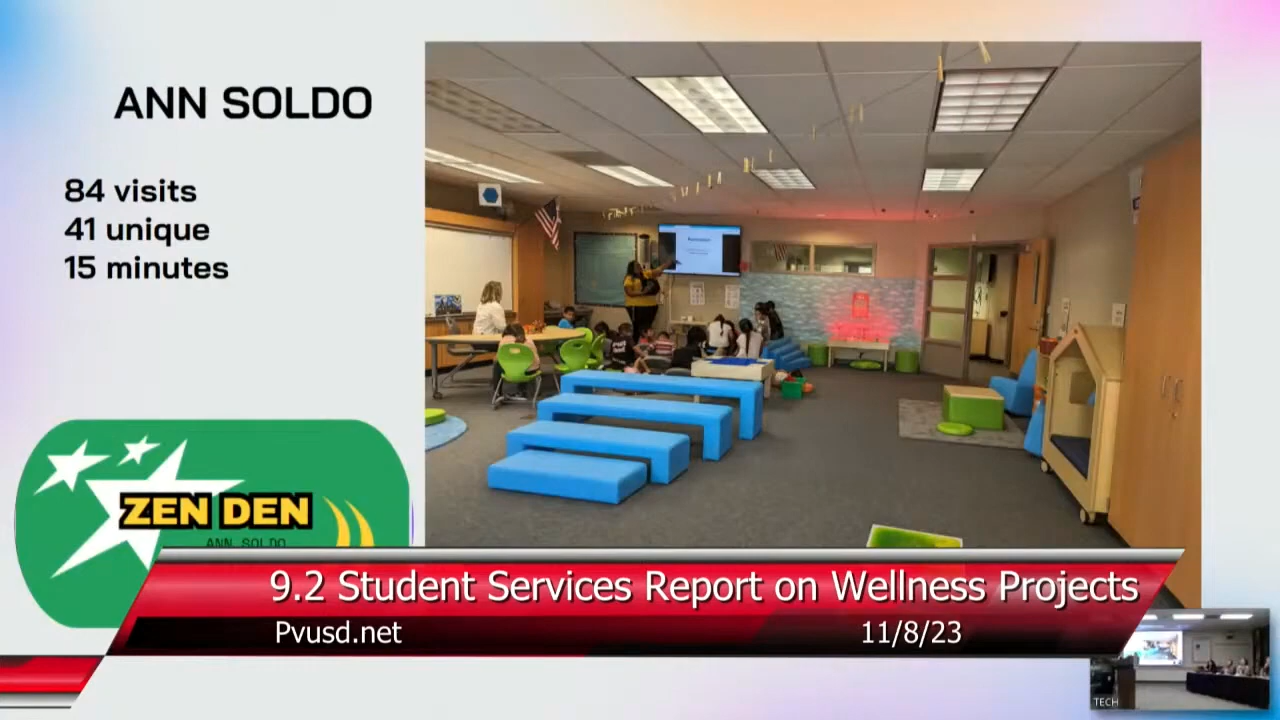 ANN SOLDO
84 visits
41 unique
15 minutes
ZEN DEN
ANN SOLDO
9.2 Student Services Report on Wellness Projects
Pvusd.net
11/8/23
TECH